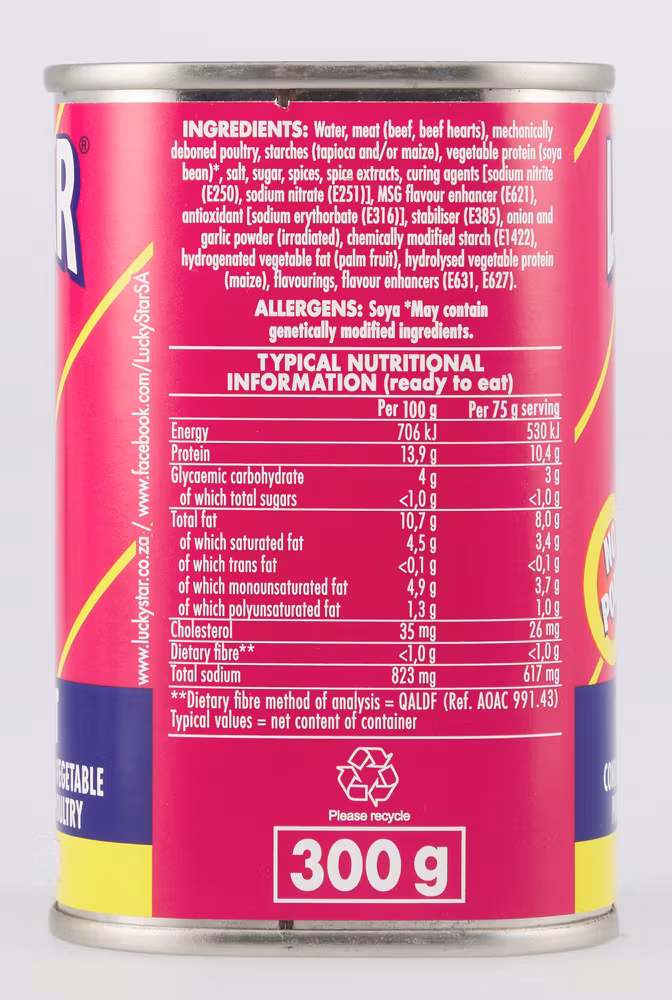 R®
INGREDIENTS: Water, meat (beef, beef hearts), mechanically
deboned poultry, starches (tapioca and/or maize), vegetable protein (soya
bean)*, salt, sugar, spices, spice extracts, curing agents [sodium nitrite
(E250), sodium nitrate (E251)], MSG flavour enhancer (E621),
antioxidant [sodium erythorbate (E316)], stabiliser (E385), onion and
garlic powder (irradiated), chemically modified starch (E1422),
hydrogenated vegetable fat (palm fruit), hydrolysed vegetable protein
(maize), flavourings, flavour enhancers (E631, E627).
ALLERGENS: Soya *May contain
genetically modified ingredients.
TYPICAL NUTRITIONAL
INFORMATION (ready to eat)
Per 100 g Per 75 g serving
Energy 706 kJ 530 kJ
Protein 13,9 g 10,4 g
Glycaemic carbohydrate 4 g 3 g
of which total sugars <1,0 g <1,0 g
Total fat 10,7 g 8,0 g
of which saturated fat 4,5 g 3,4 g
of which trans fat <0,1 g <0,1 g
of which monounsaturated fat 4,9 g 3,7 g
of which polyunsaturated fat 1,3 g 1,0 g
Cholesterol 35 mg 26 mg
Dietary fibre** <1,0 g <1,0 g
Total sodium 823 mg 617 mg
**Dietary fibre method of analysis = QALDF (Ref. AOAC 991.43)
Typical values = net content of container
Please recycle
300 g
www.luckystar.co.za / www.facebook.com/LuckyStarSA
VEGETABLE